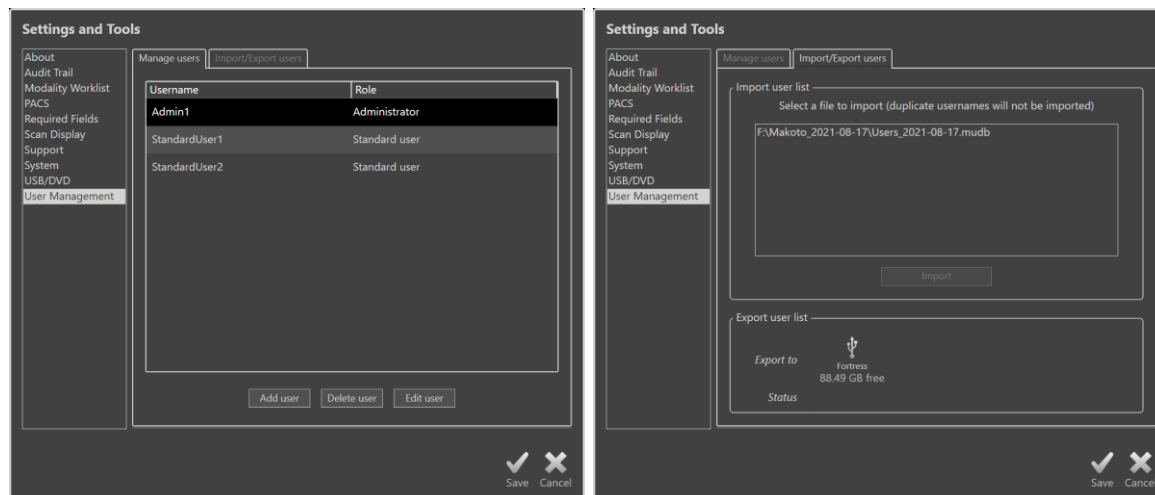 Settings and Tools
About
Audit Trail
Modality Worklist
PACS
Required Fields
Scan Display
Support
System
USB/DVD
User Management
Manage users
Import/Export users
Username Role
Admin1 Administrator
StandardUser1 Standard user
StandardUser2 Standard user
Add user Delete user Edit user
Save Cancel
Settings and Tools
About
Audit Trail
Modality Worklist
PACS
Required Fields
Scan Display
Support
System
USB/DVD
User Management
Manage users
Import/Export users
Import user list
Select a file to import (duplicate usernames will not be imported)
F:\Makoto_2021-08-17\Users_2021-08-17.mudb
Import
Export user list
Export to
Fortress
88.49 GB free
Status
Save Cancel